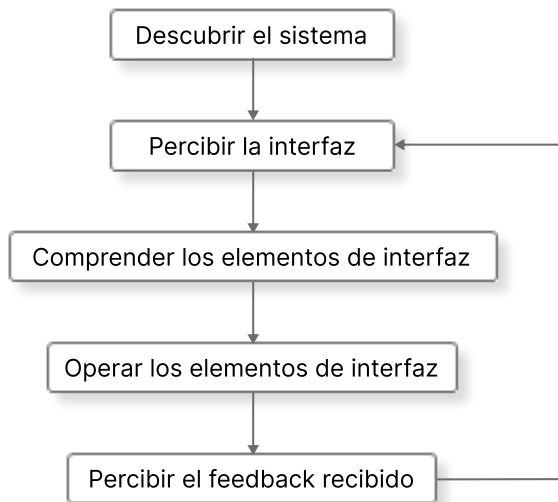 Descubrir el sistema
Percibir la interfaz
Comprender los elementos de interfaz
Operar los elementos de interfaz
Percibir el feedback recibido